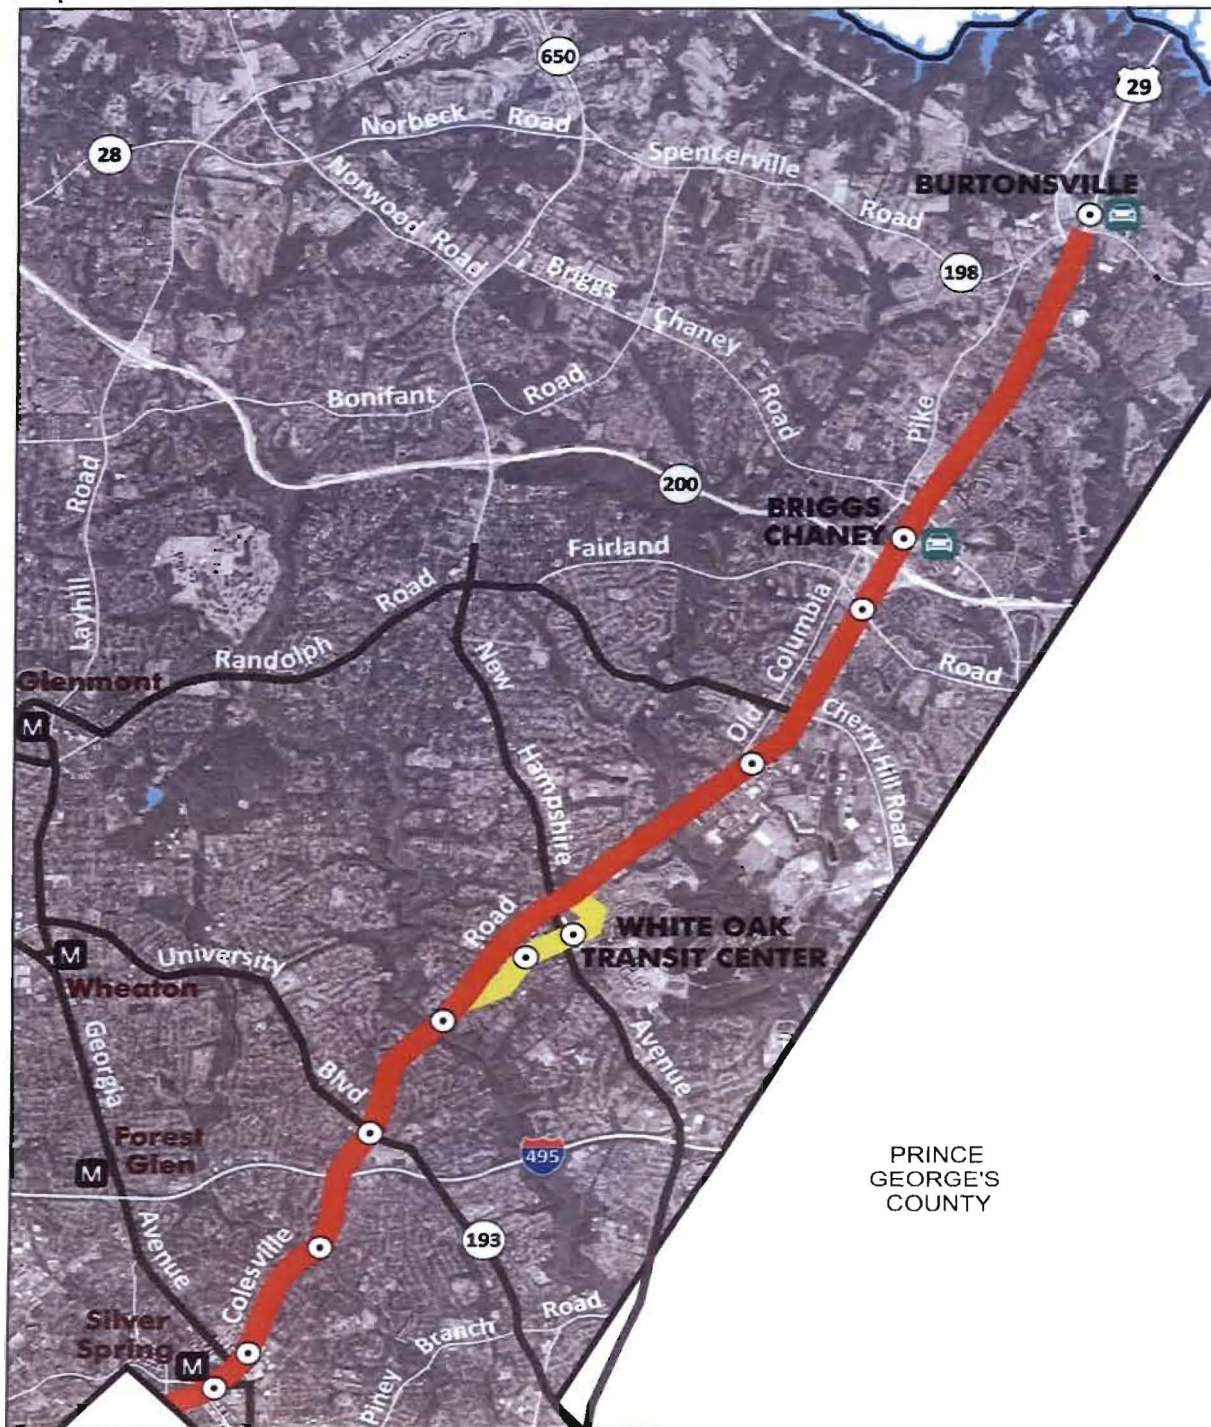 650
29
28
Norbeck Road
Spencerville
Road
BURTONSVILLE
Norwood Road
Briggs
Chaney
Road
198
Bonifant
Road
Pike
200
BRIGGS
CHANEY
Layhill Road
Fairland
Road
Randolph
Road
New
Hampshire
Avenue
Old
Columbia
Cherry Hill Road
Glenmont
M
WHITE OAK
TRANSIT CENTER
Road
University
Blvd
M
Wheaton
Georgia
Avenue
Forest
Glen
M
495
PRINCE
GEORGE'S
COUNTY
193
Colesville
Silver
Spring
M
Piney
Branch
Road